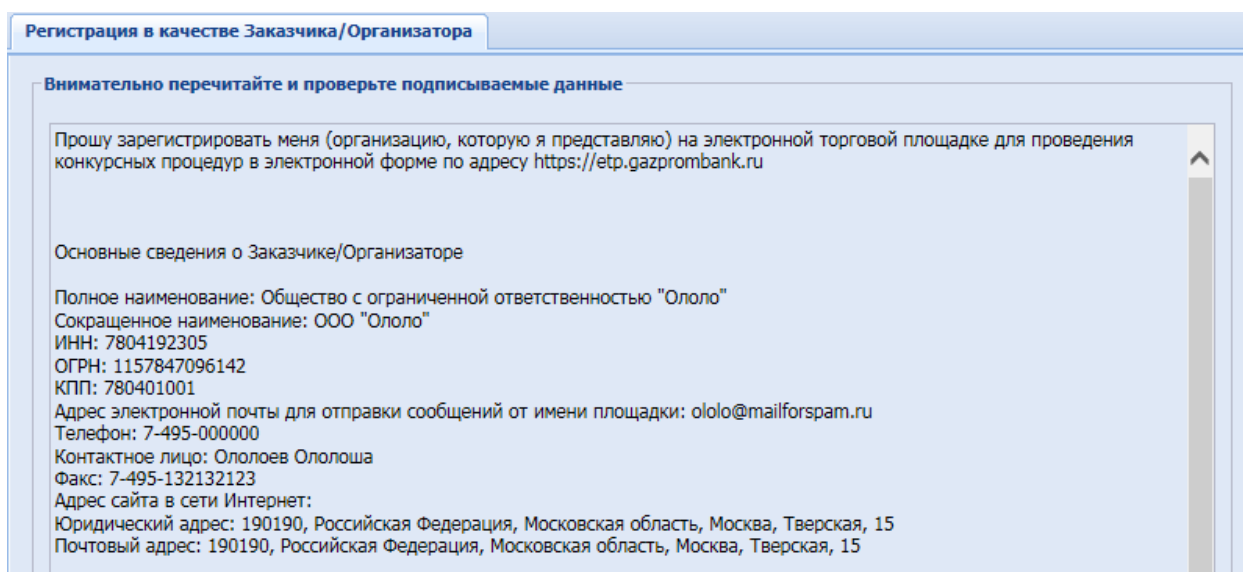 Регистрация в качестве Заказчика/Организатора
Внимательно перечитайте и проверьте подписываемые данные
Прошу зарегистрировать меня (организацию, которую я представляю) на электронной торговой площадке для проведения
конкурсных процедур в электронной форме по адресу https://etp.gazprombank.ru
Основные сведения о Заказчике/Организаторе
Полное наименование: Общество с ограниченной ответственностью "Ололо"
Сокращенное наименование: ООО "Ололо"
ИНН: 7804192305
ОГРН: 1157847096142
КПП: 780401001
Адрес электронной почты для отправки сообщений от имени площадки: ololo@mailforspam.ru
Телефон: 7-495-000000
Контактное лицо: Ололоев Ололоша
Факс: 7-495-132132123
Адрес сайта в сети Интернет:
Юридический адрес: 190190, Российская Федерация, Московская область, Москва, Тверская, 15
Почтовый адрес: 190190, Российская Федерация, Московская область, Москва, Тверская, 15